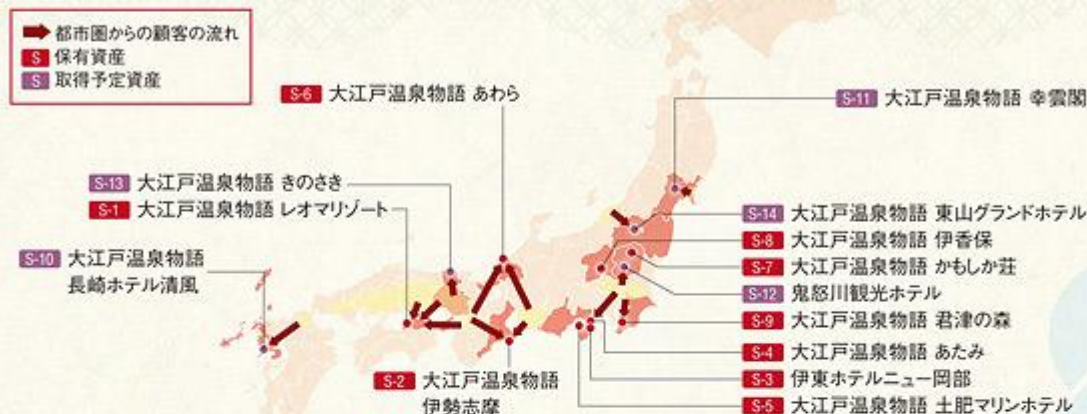 都市圏からの顧客の流れ
S 保有資産
S 取得予定資産
S-6 大江戸温泉物語 あわら
S-11 大江戸温泉物語 幸雲閣
S-13 大江戸温泉物語 きのさき
S-1 大江戸温泉物語 レオマリゾート
S-10 大江戸温泉物語
長崎ホテル清風
S-14 大江戸温泉物語 東山グランドホテル
S-8 大江戸温泉物語 伊香保
S-7 大江戸温泉物語 かもしか荘
S-12 鬼怒川観光ホテル
S-9 大江戸温泉物語 君津の森
S-4 大江戸温泉物語 あたみ
S-3 伊東ホテルニュー岡部
S-5 大江戸温泉物語 土肥マリンホテル
S-2 大江戸温泉物語
伊勢志摩